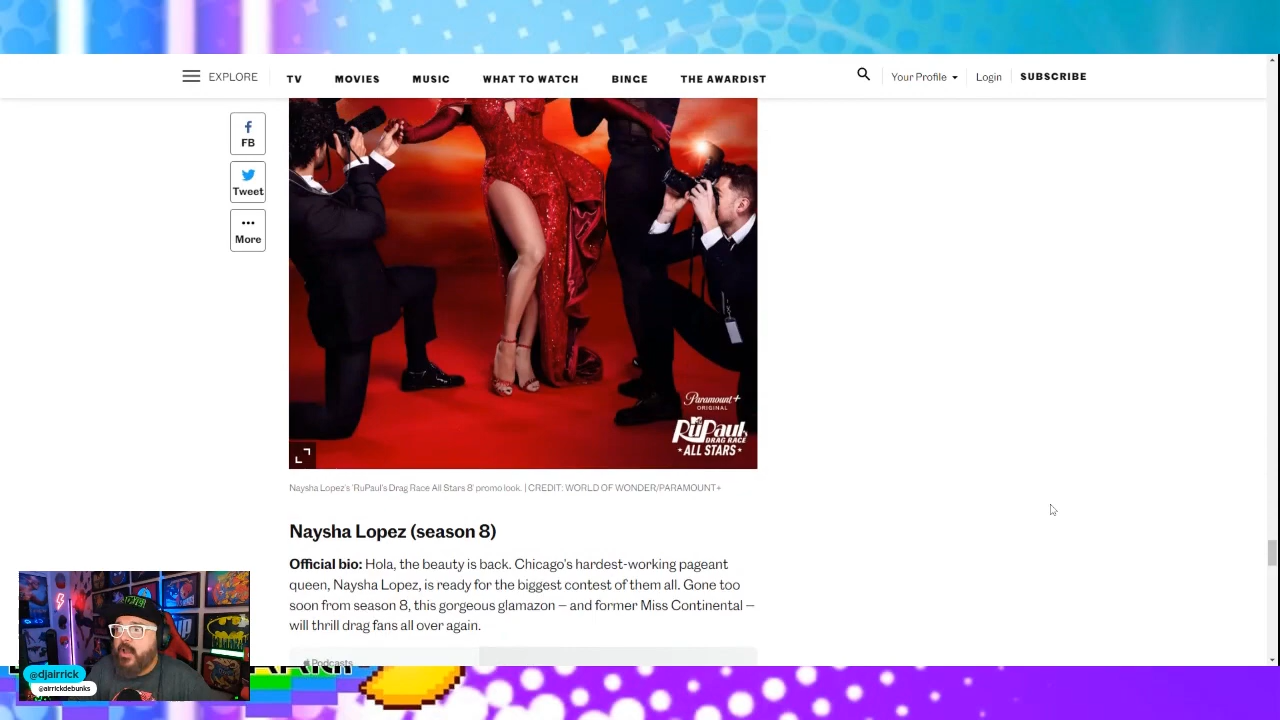 EXPLORE
TV
MOVIES
MUSIC
WHAT TO WATCH
BINGE
THE AWARDIST
Your Profile
Login
SUBSCRIBE
FB
Tweet
More
Paramount+
ORIGINAL
RuPaul's
DRAG RACE
★ALL STARS★
Naysha Lopez's 'RuPaul's Drag Race All Stars 8' promo look. | CREDIT: WORLD OF WONDER/PARAMOUNT+
Naysha Lopez (season 8)
Official bio: Hola, the beauty is back. Chicago's hardest-working pageant
queen, Naysha Lopez, is ready for the biggest contest of them all. Gone too
soon from season 8, this gorgeous glamazon — and former Miss Continental —
will thrill drag fans all over again.
Podcasts
@djairrick
@airrickdebunks